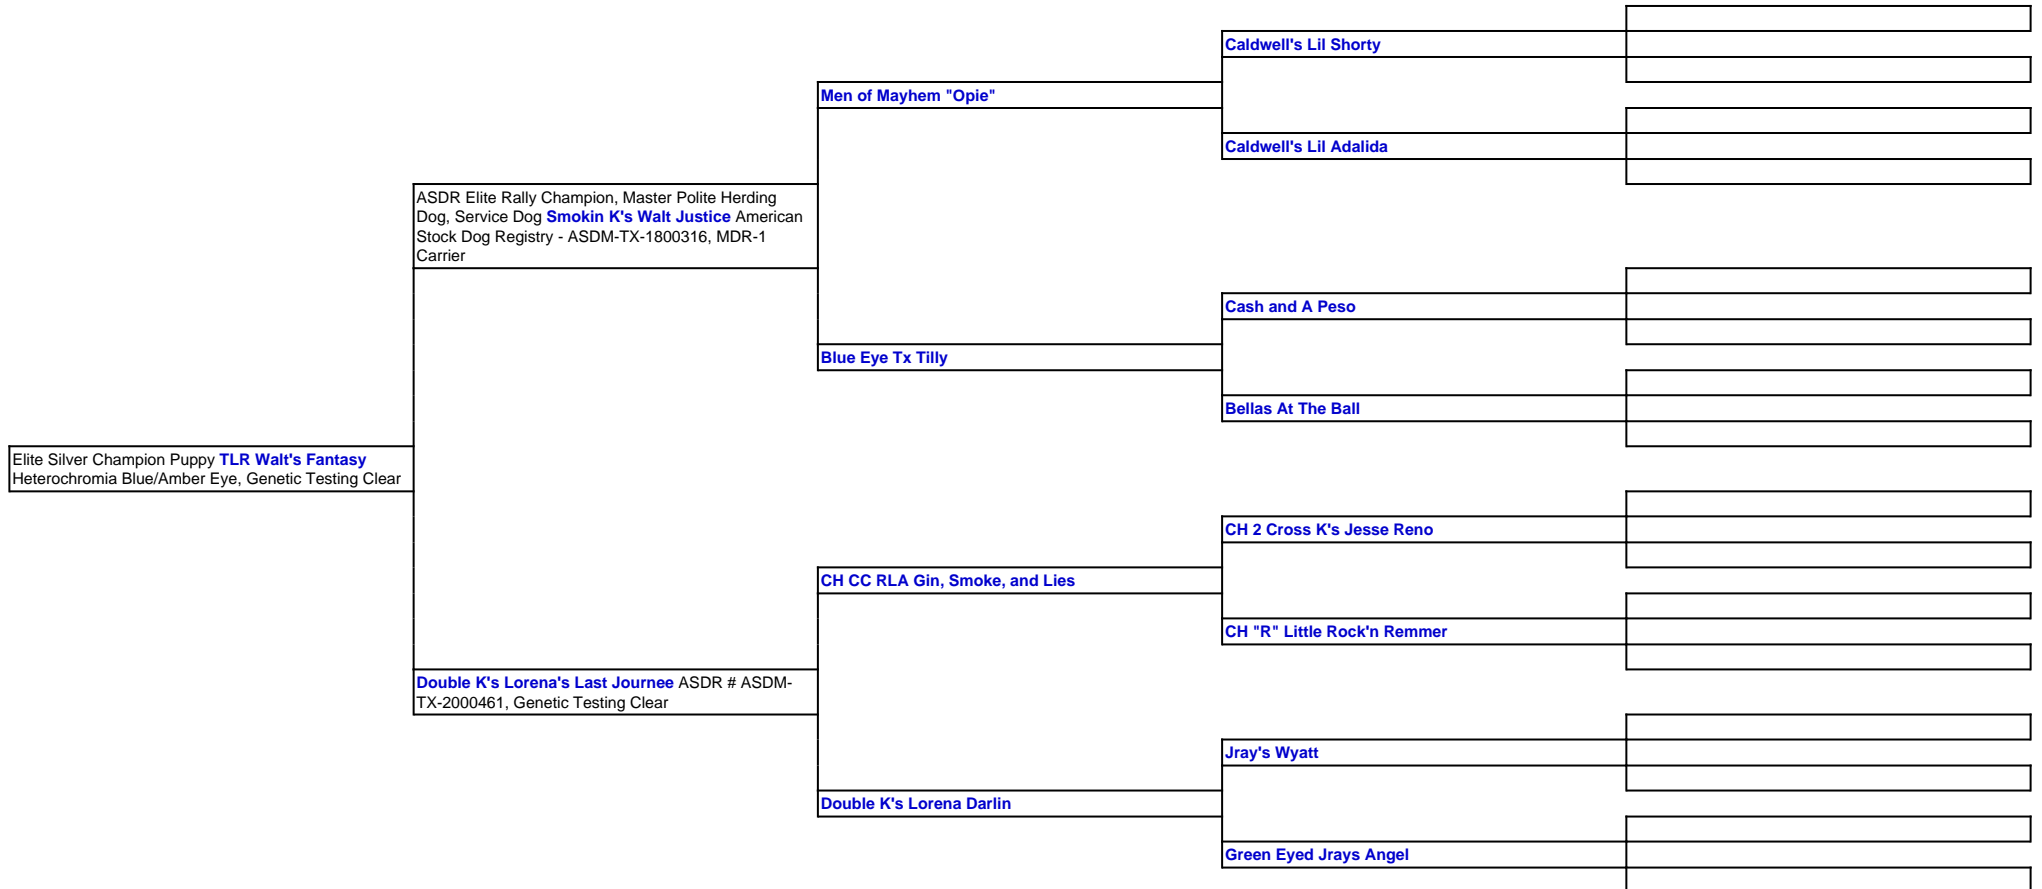 Caldwell's Lil Shorty
Men of Mayhem "Opie"
Caldwell's Lil Adalida
ASDR Elite Rally Champion, Master Polite Herding
Dog, Service Dog Smokin K's Walt Justice American
Stock Dog Registry - ASDM-TX-1800316, MDR-1
Carrier
Cash and A Peso
Blue Eye Tx Tilly
Bellas At The Ball
Elite Silver Champion Puppy TLR Walt's Fantasy
Heterochromia Blue/Amber Eye, Genetic Testing Clear
CH 2 Cross K's Jesse Reno
CH CC RLA Gin, Smoke, and Lies
CH "R" Little Rock'n Remmer
Double K's Lorena's Last Journee ASDR # ASDM-
TX-2000461, Genetic Testing Clear
Jray's Wyatt
Double K's Lorena Darlin
Green Eyed Jrays Angel